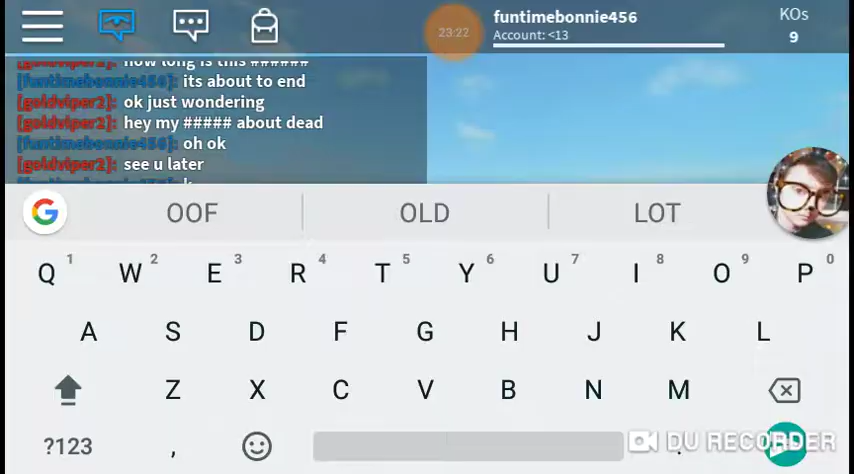 23:22
funtimebonnie456
Account: <13
KOs
9
[goldviper2]: how long is this ######
[funtimebonnie456]: its about to end
[goldviper2]: ok just wondering
[goldviper2]: hey my ##### about dead
[funtimebonnie456]: oh ok
[goldviper2]: see u later
G OOF OLD LOT
Q 1 W 2 E 3 R 4 T 5 Y 6 U 7 I 8 O 9 P 0
A S D F G H J K L
Z X C V B N M
?123 , .
DU RECORDER